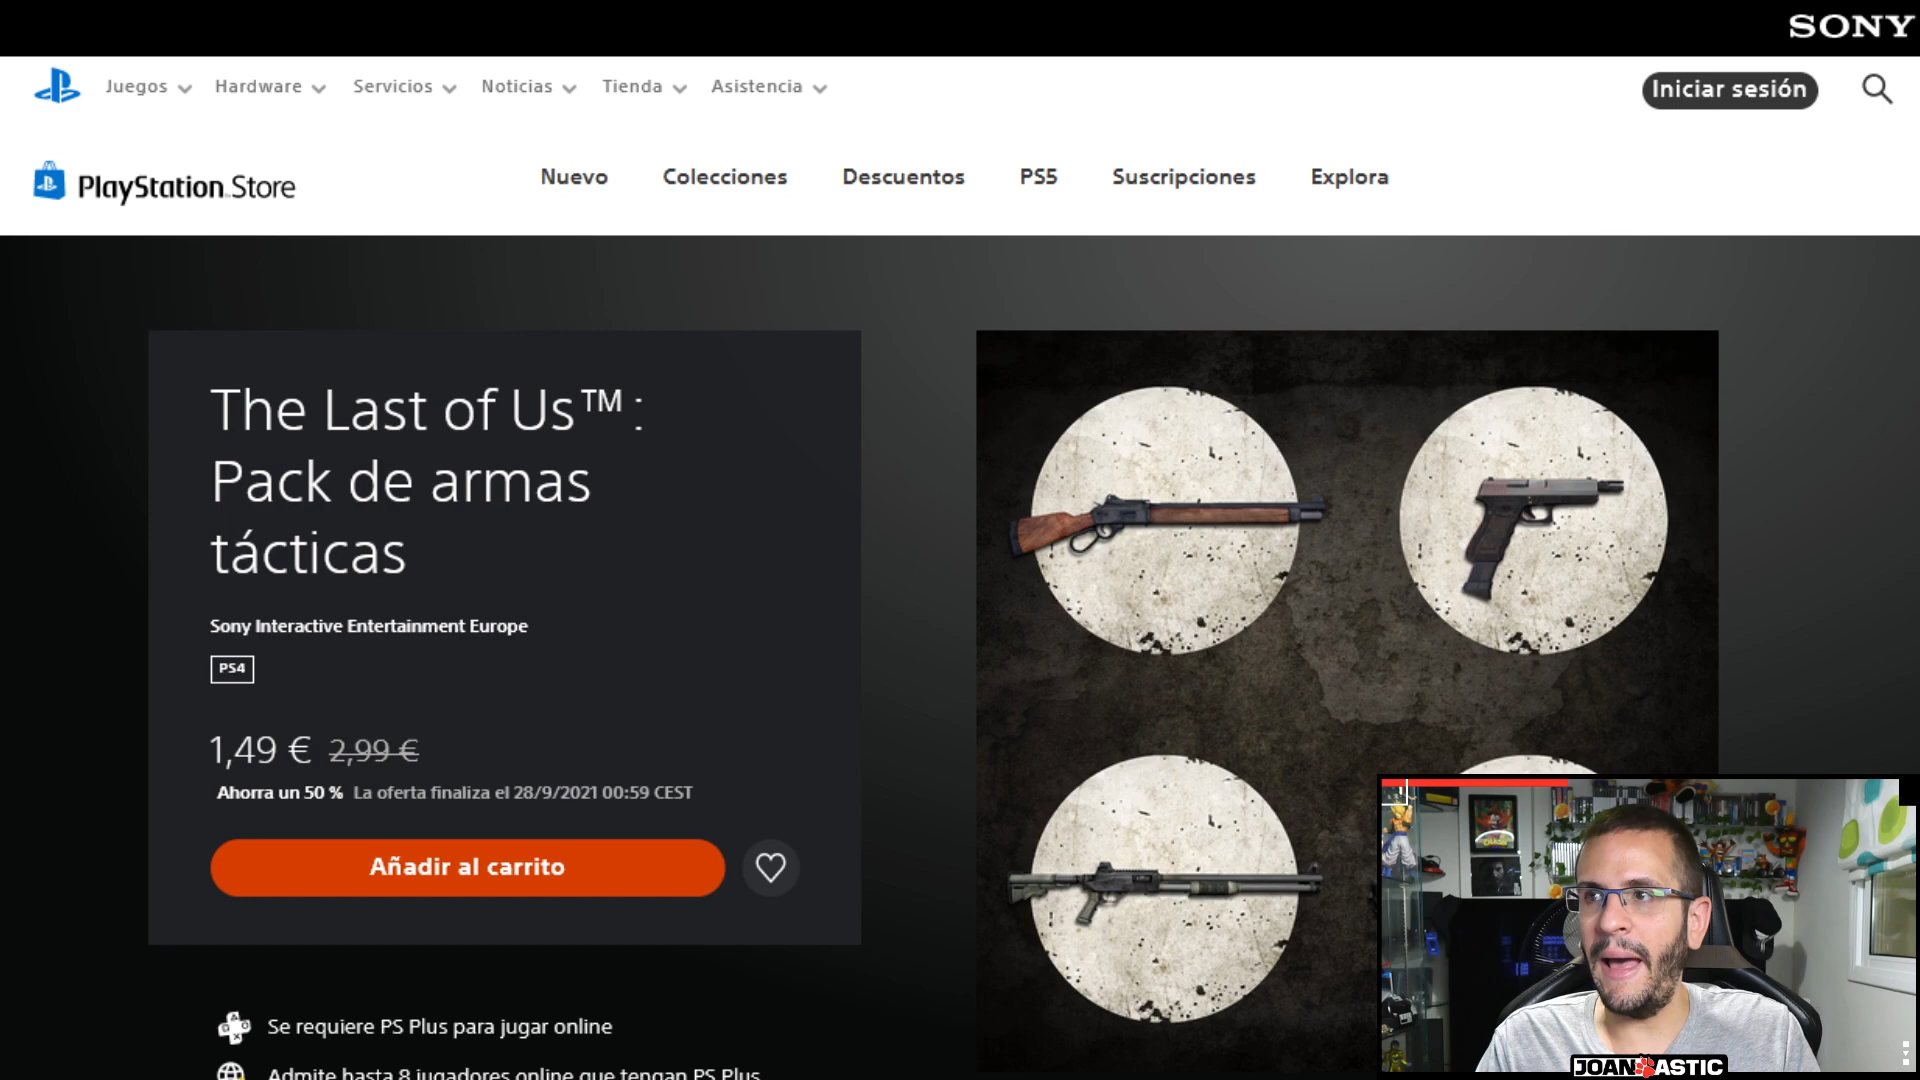 SONY
Juegos Hardware Servicios Noticias Tienda Asistencia
Iniciar sesión
PlayStation Store
Nuevo Colecciones Descuentos PS5 Suscripciones Explora
The Last of Us™:
Pack de armas
tácticas
Sony Interactive Entertainment Europe
PS4
1,49 € 2,99 €
Ahorra un 50 % La oferta finaliza el 28/9/2021 00:59 CEST
Añadir al carrito
Se requiere PS Plus para jugar online
Admite hasta 8 jugadores online que tengan PS Plus
JOANTASTIC